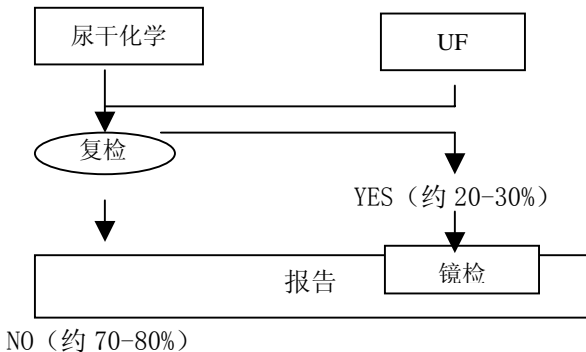 尿干化学
UF
复检
YES（约 20-30%）
镜检
报告
NO（约 70-80%）